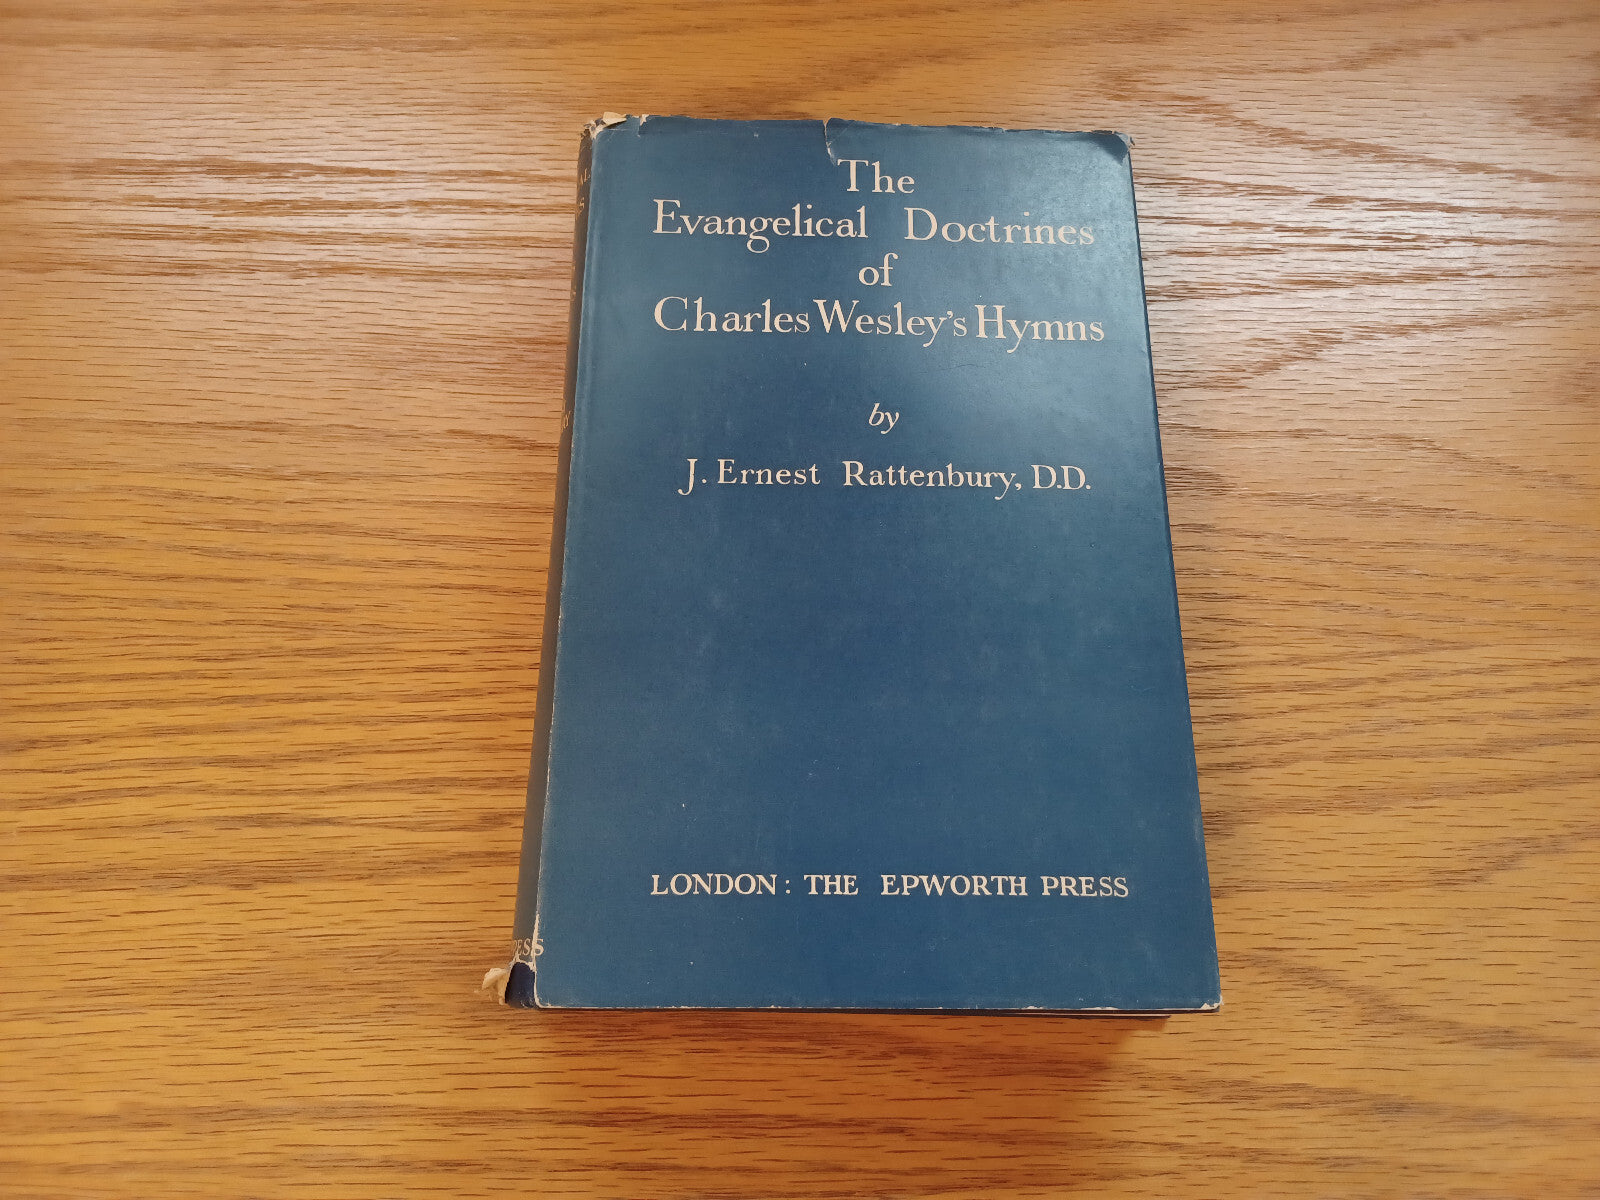 The
Evangelical Doctrines
of
Charles Wesley's Hymns
by
J. Ernest Rattenbury, D.D.
LONDON: THE EPWORTH PRESS